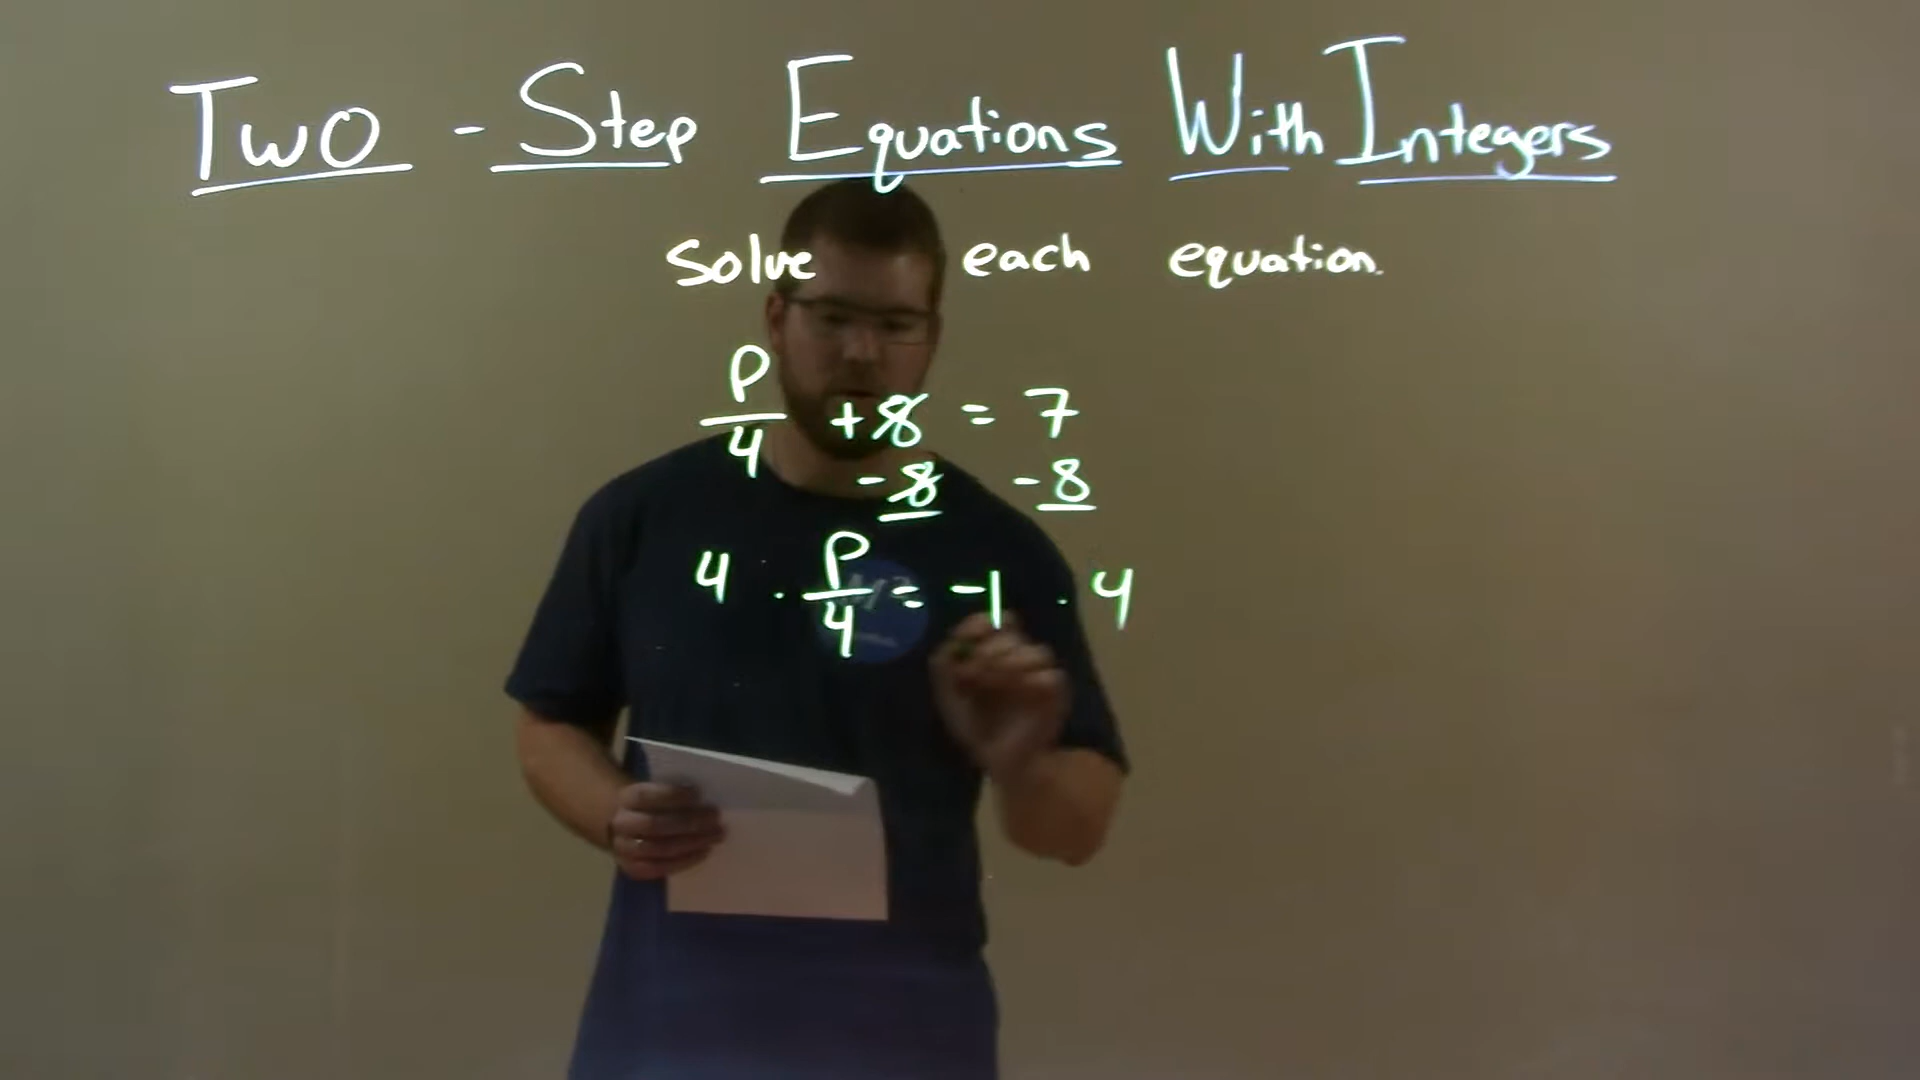 Two - Step Equations With Integers
Solve each equation.
P/4 + 8 = 7
- 8 - 8
4 · P/4 = -1 · 4